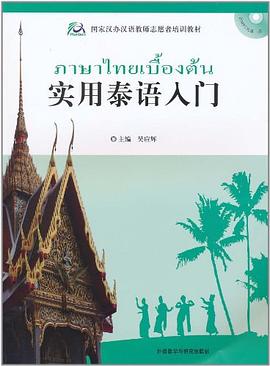 国家汉办汉语教师志愿者培训教材
ภาษาไทยเบื้องต้น
实用泰语入门
主编 吴应辉
外语教学与研究出版社